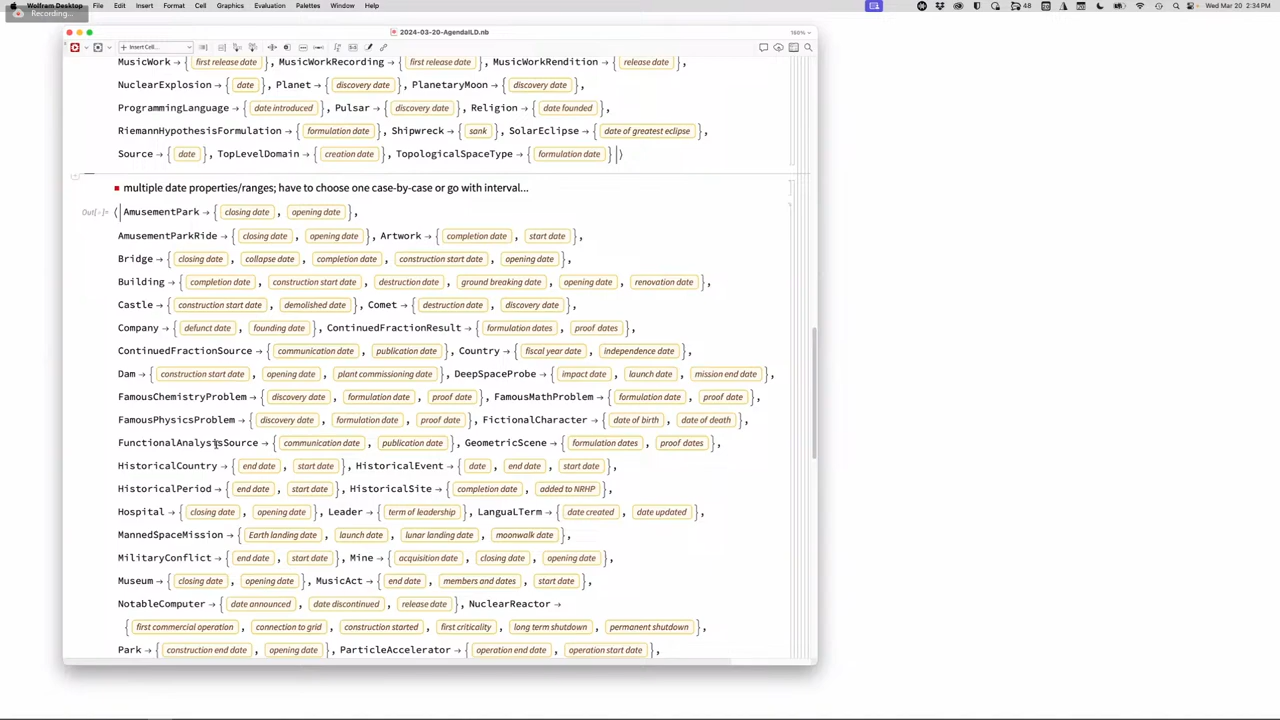 Wolfram Desktop File Edit Insert Format Cell Graphics Evaluation Palettes Window Help 48 Wed Mar 20 2:34 PM
Recording...
2024-03-20-AgendaILD.nb
Insert Cell... 160%
MusicWork → { first release date }, MusicWorkRecording → { first release date }, MusicWorkRendition → { release date },
NuclearExplosion → { date }, Planet → { discovery date }, PlanetaryMoon → { discovery date },
ProgrammingLanguage → { date introduced }, Pulsar → { discovery date }, Religion → { date founded },
RiemannHypothesisFormulation → { formulation date }, Shipwreck → { sank }, SolarEclipse → { date of greatest eclipse },
Source → { date }, TopLevelDomain → { creation date }, TopologicalSpaceType → { formulation date } |⟩
multiple date properties/ranges; have to choose one case-by-case or go with interval...
Out[-]= ⟨| AmusementPark → { closing date , opening date },
AmusementParkRide → { closing date , opening date }, Artwork → { completion date , start date },
Bridge → { closing date , collapse date , completion date , construction start date , opening date },
Building → { completion date , construction start date , destruction date , ground breaking date , opening date , renovation date },
Castle → { construction start date , demolished date }, Comet → { destruction date , discovery date },
Company → { defunct date , founding date }, ContinuedFractionResult → { formulation dates , proof dates },
ContinuedFractionSource → { communication date , publication date }, Country → { fiscal year date , independence date },
Dam → { construction start date , opening date , plant commissioning date }, DeepSpaceProbe → { impact date , launch date , mission end date },
FamousChemistryProblem → { discovery date , formulation date , proof date }, FamousMathProblem → { formulation date , proof date },
FamousPhysicsProblem → { discovery date , formulation date , proof date }, FictionalCharacter → { date of birth , date of death },
FunctionalAnalysisSource → { communication date , publication date }, GeometricScene → { formulation dates , proof dates },
HistoricalCountry → { end date , start date }, HistoricalEvent → { date , end date , start date },
HistoricalPeriod → { end date , start date }, HistoricalSite → { completion date , added to NRHP },
Hospital → { closing date , opening date }, Leader → { term of leadership }, LanguaLTerm → { date created , date updated },
MannedSpaceMission → { Earth landing date , launch date , lunar landing date , moonwalk date },
MilitaryConflict → { end date , start date }, Mine → { acquisition date , closing date , opening date },
Museum → { closing date , opening date }, MusicAct → { end date , members and dates , start date },
NotableComputer → { date announced , date discontinued , release date }, NuclearReactor →
{ first commercial operation , connection to grid , construction started , first criticality , long term shutdown , permanent shutdown },
Park → { construction end date , opening date }, ParticleAccelerator → { operation end date , operation start date },